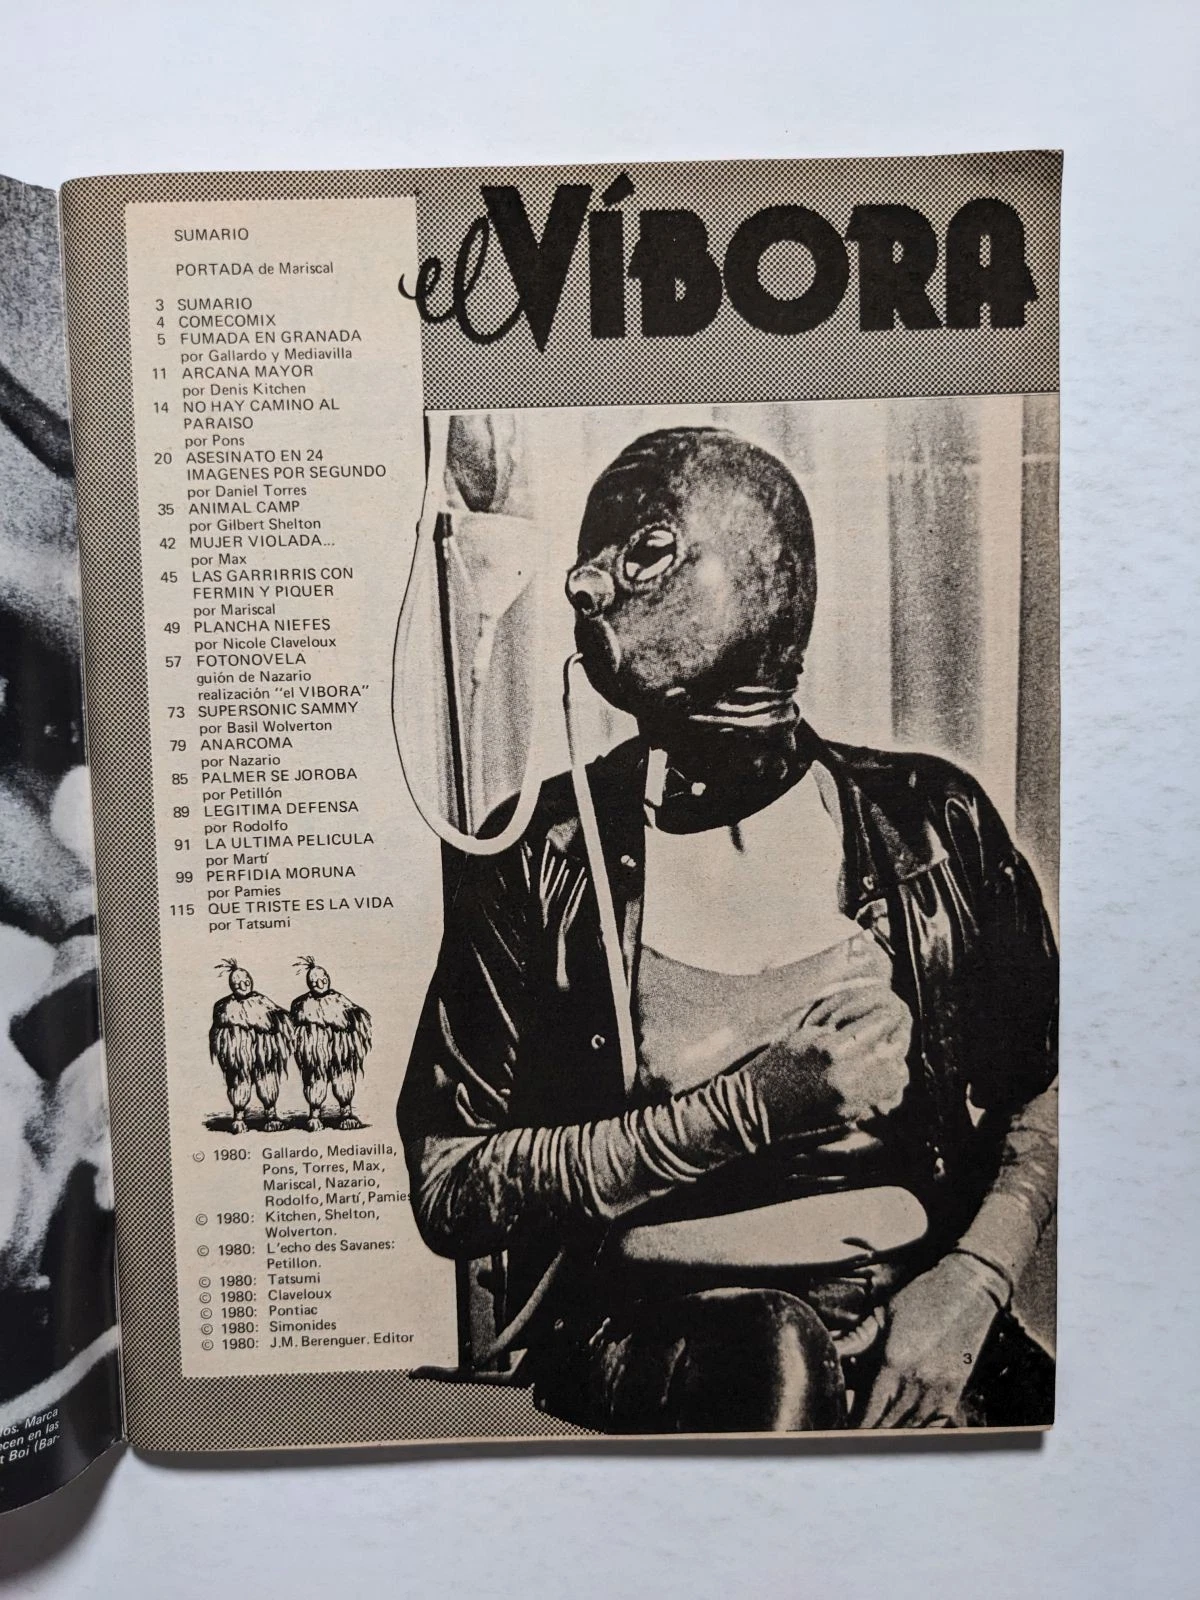 el VÍBORA
SUMARIO
PORTADA de Mariscal
3 SUMARIO
4 COMECOMIX
5 FUMADA EN GRANADA
por Gallardo y Mediavilla
11 ARCANA MAYOR
por Denis Kitchen
14 NO HAY CAMINO AL
PARAISO
por Pons
20 ASESINATO EN 24
IMAGENES POR SEGUNDO
por Daniel Torres
35 ANIMAL CAMP
por Gilbert Shelton
42 MUJER VIOLADA...
por Max
45 LAS GARRIRRIS CON
FERMIN Y PIQUER
por Mariscal
49 PLANCHA NIEFES
por Nicole Claveloux
57 FOTONOVELA
guión de Nazario
realización "el VIBORA"
73 SUPERSONIC SAMMY
por Basil Wolverton
79 ANARCOMA
por Nazario
85 PALMER SE JOROBA
por Petillón
89 LEGITIMA DEFENSA
por Rodolfo
91 LA ULTIMA PELICULA
por Martí
99 PERFIDIA MORUNA
por Pamies
115 QUE TRISTE ES LA VIDA
por Tatsumi
© 1980: Gallardo, Mediavilla,
Pons, Torres, Max,
Mariscal, Nazario,
Rodolfo, Martí, Pamies
© 1980: Kitchen, Shelton,
Wolverton.
© 1980: L'echo des Savanes:
Petillon.
© 1980: Tatsumi
© 1980: Claveloux
© 1980: Pontiac
© 1980: Simonides
© 1980: J.M. Berenguer. Editor
3
los. Marca
ecen en las
t Boi (Bar-